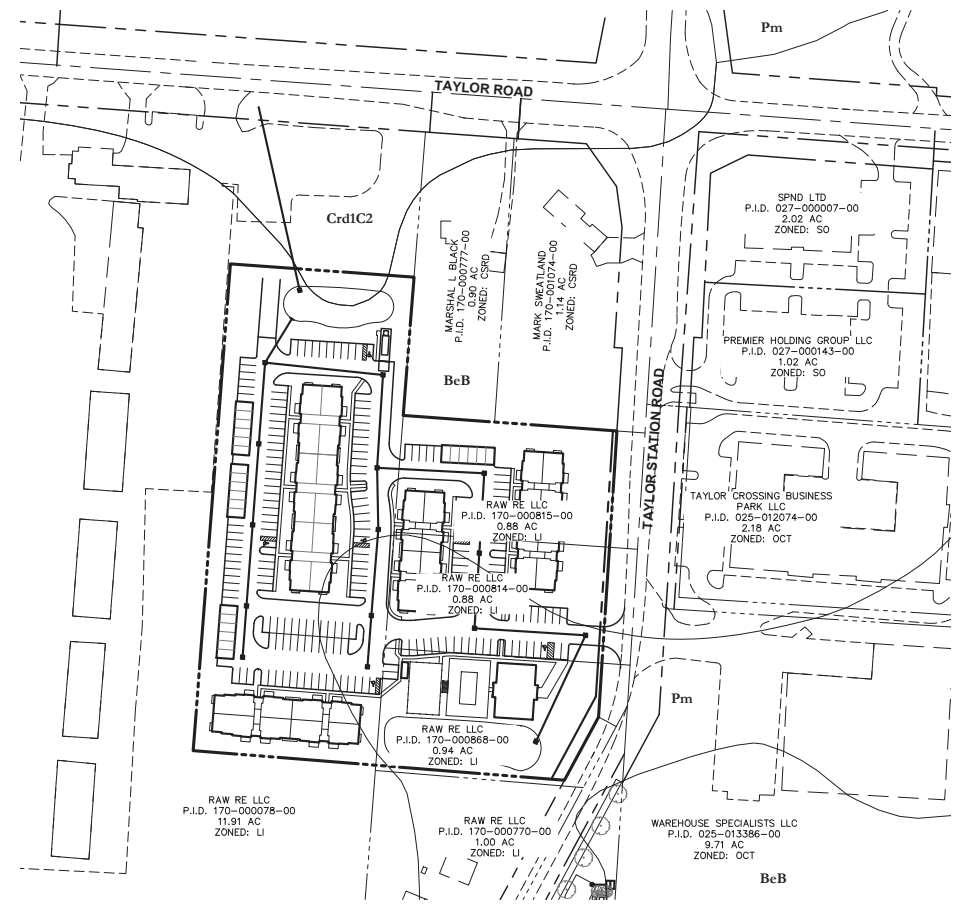 Pm
TAYLOR ROAD
SPND LTD
P.I.D. 027-000007-00
2.02 AC
ZONED: SO
Crd1C2
MARSHAL L BLACK
P.I.D. 170-000777-00
0.90 AC
ZONED: CSRD
MARK SWEATLAND
P.I.D. 170-001074-00
1.14 AC
ZONED: CSRD
PREMIER HOLDING GROUP LLC
P.I.D. 027-000143-00
1.02 AC
ZONED: SO
BeB
TAYLOR STATION ROAD
TAYLOR CROSSING BUSINESS
PARK LLC
P.I.D. 025-012074-00
2.18 AC
ZONED: OCT
RAW RE LLC
P.I.D. 170-000815-00
0.88 AC
ZONED: LI
RAW RE LLC
P.I.D. 170-000814-00
0.88 AC
ZONED: LI
Pm
RAW RE LLC
P.I.D. 170-000868-00
0.94 AC
ZONED: LI
RAW RE LLC
P.I.D. 170-000078-00
11.91 AC
ZONED: LI
RAW RE LLC
P.I.D. 170-000770-00
1.00 AC
ZONED: LI
WAREHOUSE SPECIALISTS LLC
P.I.D. 025-013386-00
9.71 AC
ZONED: OCT
BeB